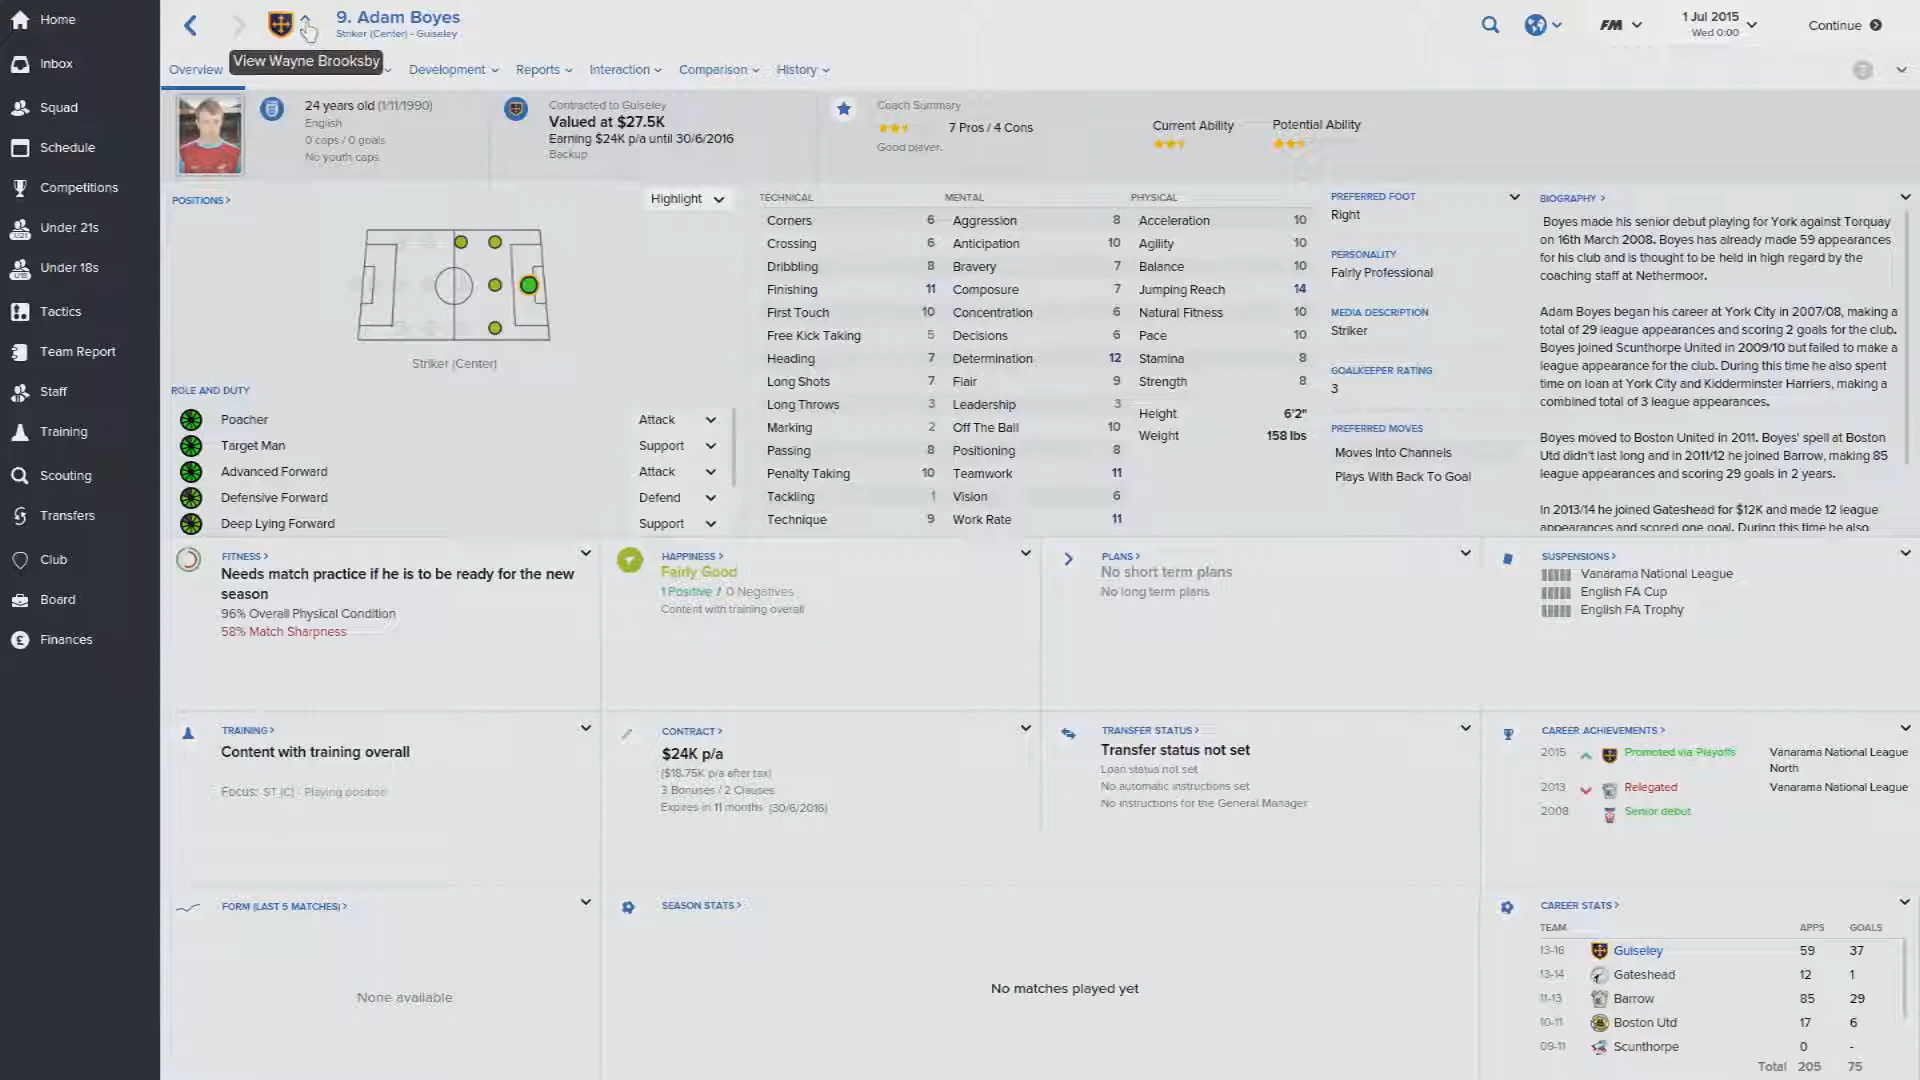 Home
Inbox
Squad
Schedule
Competitions
Under 21s
Under 18s
Tactics
Team Report
Staff
Training
Scouting
Transfers
Club
Board
Finances
9. Adam Boyes
Striker (Center) - Guiseley
View Wayne Brooksby
FM
1 Jul 2015
Wed 0:00
Continue
Overview
Development
Reports
Interaction
Comparison
History
24 years old (1/11/1990)
English
0 caps / 0 goals
No youth caps
Contracted to Guiseley
Valued at $27.5K
Earning $24K p/a until 30/6/2016
Backup
Coach Summary
7 Pros / 4 Cons
Good player.
Current Ability
Potential Ability
POSITIONS >
Highlight
Striker (Center)
ROLE AND DUTY
Poacher Attack
Target Man Support
Advanced Forward Attack
Defensive Forward Defend
Deep Lying Forward Support
TECHNICAL
Corners 6
Crossing 6
Dribbling 8
Finishing 11
First Touch 10
Free Kick Taking 5
Heading 7
Long Shots 7
Long Throws 3
Marking 2
Passing 8
Penalty Taking 10
Tackling 1
Technique 9
MENTAL
Aggression 8
Anticipation 10
Bravery 7
Composure 7
Concentration 6
Decisions 6
Determination 12
Flair 9
Leadership 3
Off The Ball 10
Positioning 8
Teamwork 11
Vision 6
Work Rate 11
PHYSICAL
Acceleration 10
Agility 10
Balance 10
Jumping Reach 14
Natural Fitness 10
Pace 10
Stamina 8
Strength 8
Height 6'2"
Weight 158 lbs
PREFERRED FOOT
Right
PERSONALITY
Fairly Professional
MEDIA DESCRIPTION
Striker
GOALKEEPER RATING
3
PREFERRED MOVES
Moves Into Channels
Plays With Back To Goal
BIOGRAPHY >
Boyes made his senior debut playing for York against Torquay
on 16th March 2008. Boyes has already made 59 appearances
for his club and is thought to be held in high regard by the
coaching staff at Nethermoor.
Adam Boyes began his career at York City in 2007/08, making a
total of 29 league appearances and scoring 2 goals for the club.
Boyes joined Scunthorpe United in 2009/10 but failed to make a
league appearance for the club. During this time he also spent
time on loan at York City and Kidderminster Harriers, making a
combined total of 3 league appearances.
Boyes moved to Boston United in 2011. Boyes' spell at Boston
Utd didn't last long and in 2011/12 he joined Barrow, making 85
league appearances and scoring 29 goals in 2 years.
In 2013/14 he joined Gateshead for $12K and made 12 league
appearances and scored one goal. During this time he also
FITNESS >
Needs match practice if he is to be ready for the new
season
96% Overall Physical Condition
58% Match Sharpness
HAPPINESS >
Fairly Good
1 Positive / 0 Negatives
Content with training overall
PLANS >
No short term plans
No long term plans
SUSPENSIONS >
Vanarama National League
English FA Cup
English FA Trophy
TRAINING >
Content with training overall
Focus: ST (C) - Playing position
CONTRACT >
$24K p/a
($18.75K p/a after tax)
3 Bonuses / 2 Clauses
Expires in 11 months (30/6/2016)
TRANSFER STATUS >
Transfer status not set
Loan status not set
No automatic instructions set
No instructions for the General Manager
CAREER ACHIEVEMENTS >
2015 Promoted via Playoffs Vanarama National League
North
2013 Relegated Vanarama National League
2008 Senior debut
FORM (LAST 5 MATCHES) >
None available
SEASON STATS >
No matches played yet
CAREER STATS >
TEAM APPS GOALS
13-16 Guiseley 59 37
13-14 Gateshead 12 1
11-13 Barrow 85 29
10-11 Boston Utd 17 6
09-11 Scunthorpe 0 -
Total 205 75